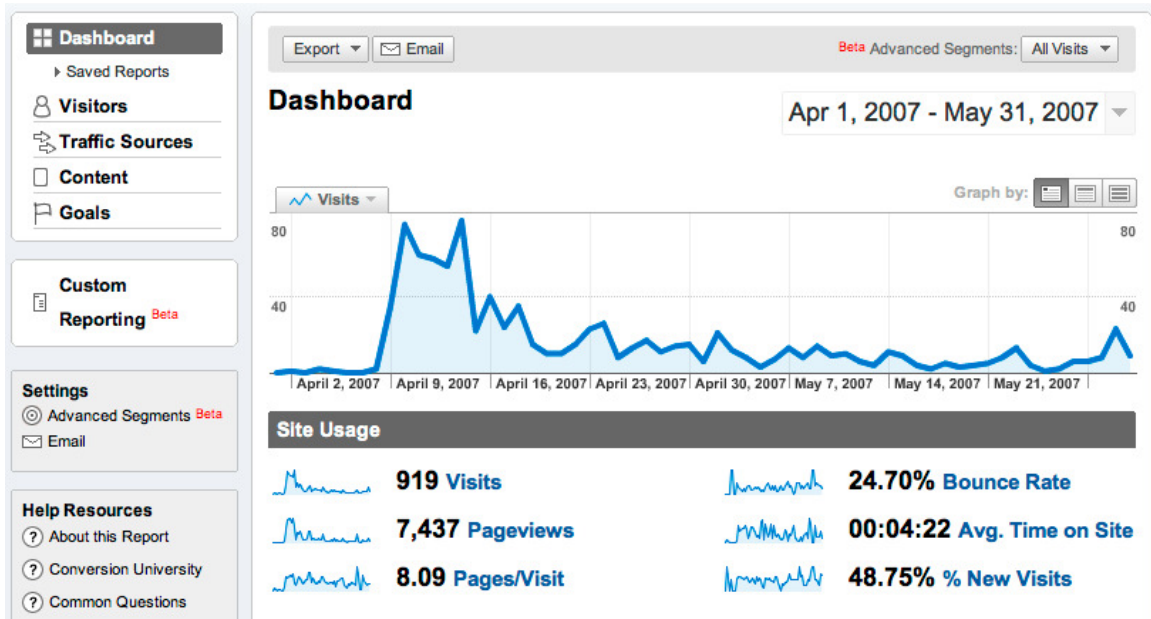 Dashboard
Saved Reports
Visitors
Traffic Sources
Content
Goals
Custom
Reporting Beta
Settings
Advanced Segments Beta
Email
Help Resources
? About this Report
? Conversion University
? Common Questions
Export Email
Beta Advanced Segments: All Visits
Dashboard
Apr 1, 2007 - May 31, 2007
Visits
Graph by:
80 80
40 40
April 2, 2007 April 9, 2007 April 16, 2007 April 23, 2007 April 30, 2007 May 7, 2007 May 14, 2007 May 21, 2007
Site Usage
919 Visits
24.70% Bounce Rate
7,437 Pageviews
00:04:22 Avg. Time on Site
8.09 Pages/Visit
48.75% % New Visits